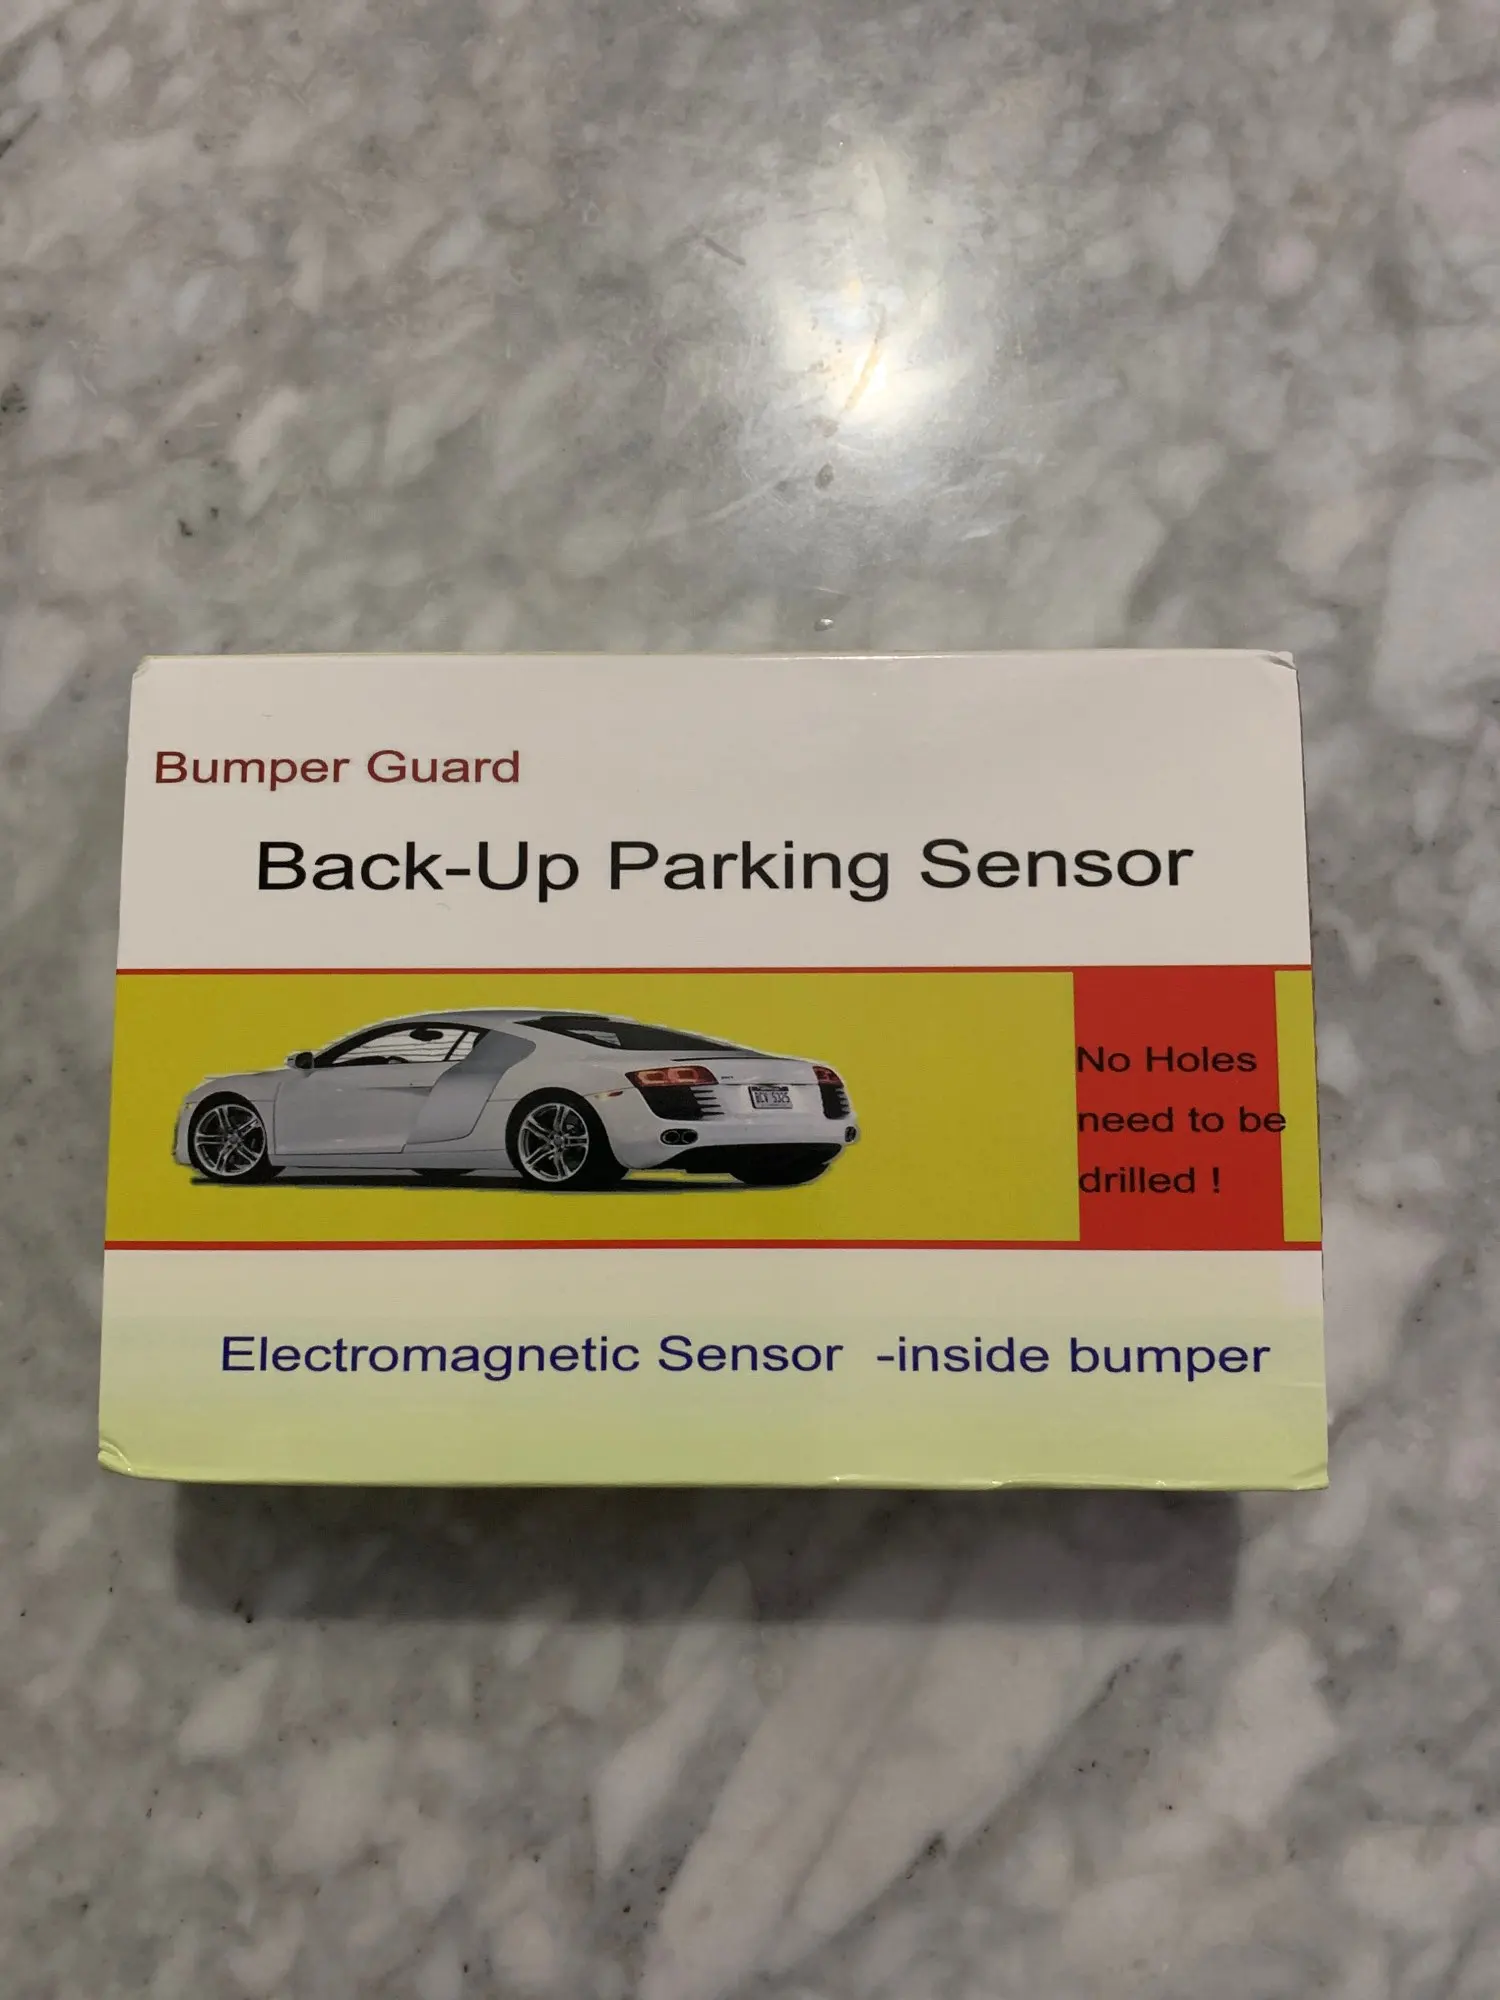 Bumper Guard
Back-Up Parking Sensor
No Holes
need to be
drilled !
Electromagnetic Sensor -inside bumper